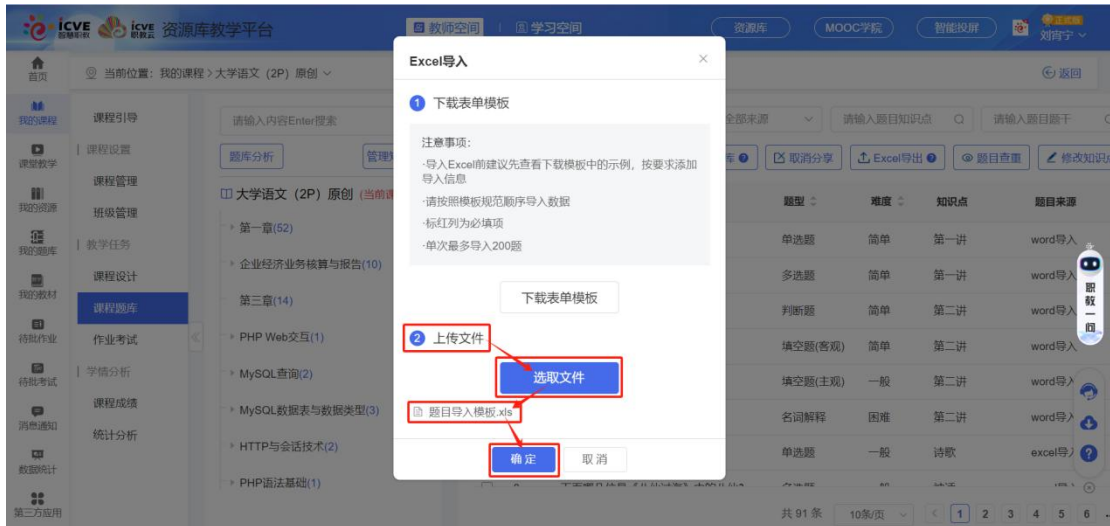 icve 智慧职教 icve 职教云 资源库教学平台
教师空间 学习空间
资源库 MOOC学院 智能投屏
正式版
刘宵宁
首页
当前位置：我的课程 > 大学语文（2P）原创
返回
我的课程
课堂教学
我的资源
我的题库
我的教材
待批作业
待批考试
消息通知
数据统计
第三方应用
课程引导
课程设置
课程管理
班级管理
教学任务
课程设计
课程题库
作业考试
学情分析
课程成绩
统计分析
请输入内容Enter搜索
题库分析
大学语文（2P）原创
第一章(52)
企业经济业务核算与报告(10)
第三章(14)
PHP Web交互(1)
MySQL查询(2)
MySQL数据表与数据类型(3)
HTTP与会话技术(2)
PHP语法基础(1)
Excel导入
1 下载表单模板
注意事项：
·导入Excel前建议先查看下载模板中的示例，按要求添加
导入信息
·请按照模板规范顺序导入数据
·标红列为必填项
·单次最多导入200题
下载表单模板
2 上传文件
选取文件
题目导入模板.xls
确定 取消
全部来源 请输入题目知识点 请输入题目题干
取消分享 Excel导出 题目查重 修改知识点
题型 难度 知识点 题目来源
单选题 简单 第一讲 word导入
多选题 简单 第一讲 word导入
判断题 简单 第二讲 word导入
填空题(客观) 简单 第二讲 word导入
填空题(主观) 一般 第二讲 word导入
名词解释 困难 第二讲 word导入
单选题 一般 诗歌 excel导入
共 91 条 10条/页 1 2 3 4 5 6
职教一问